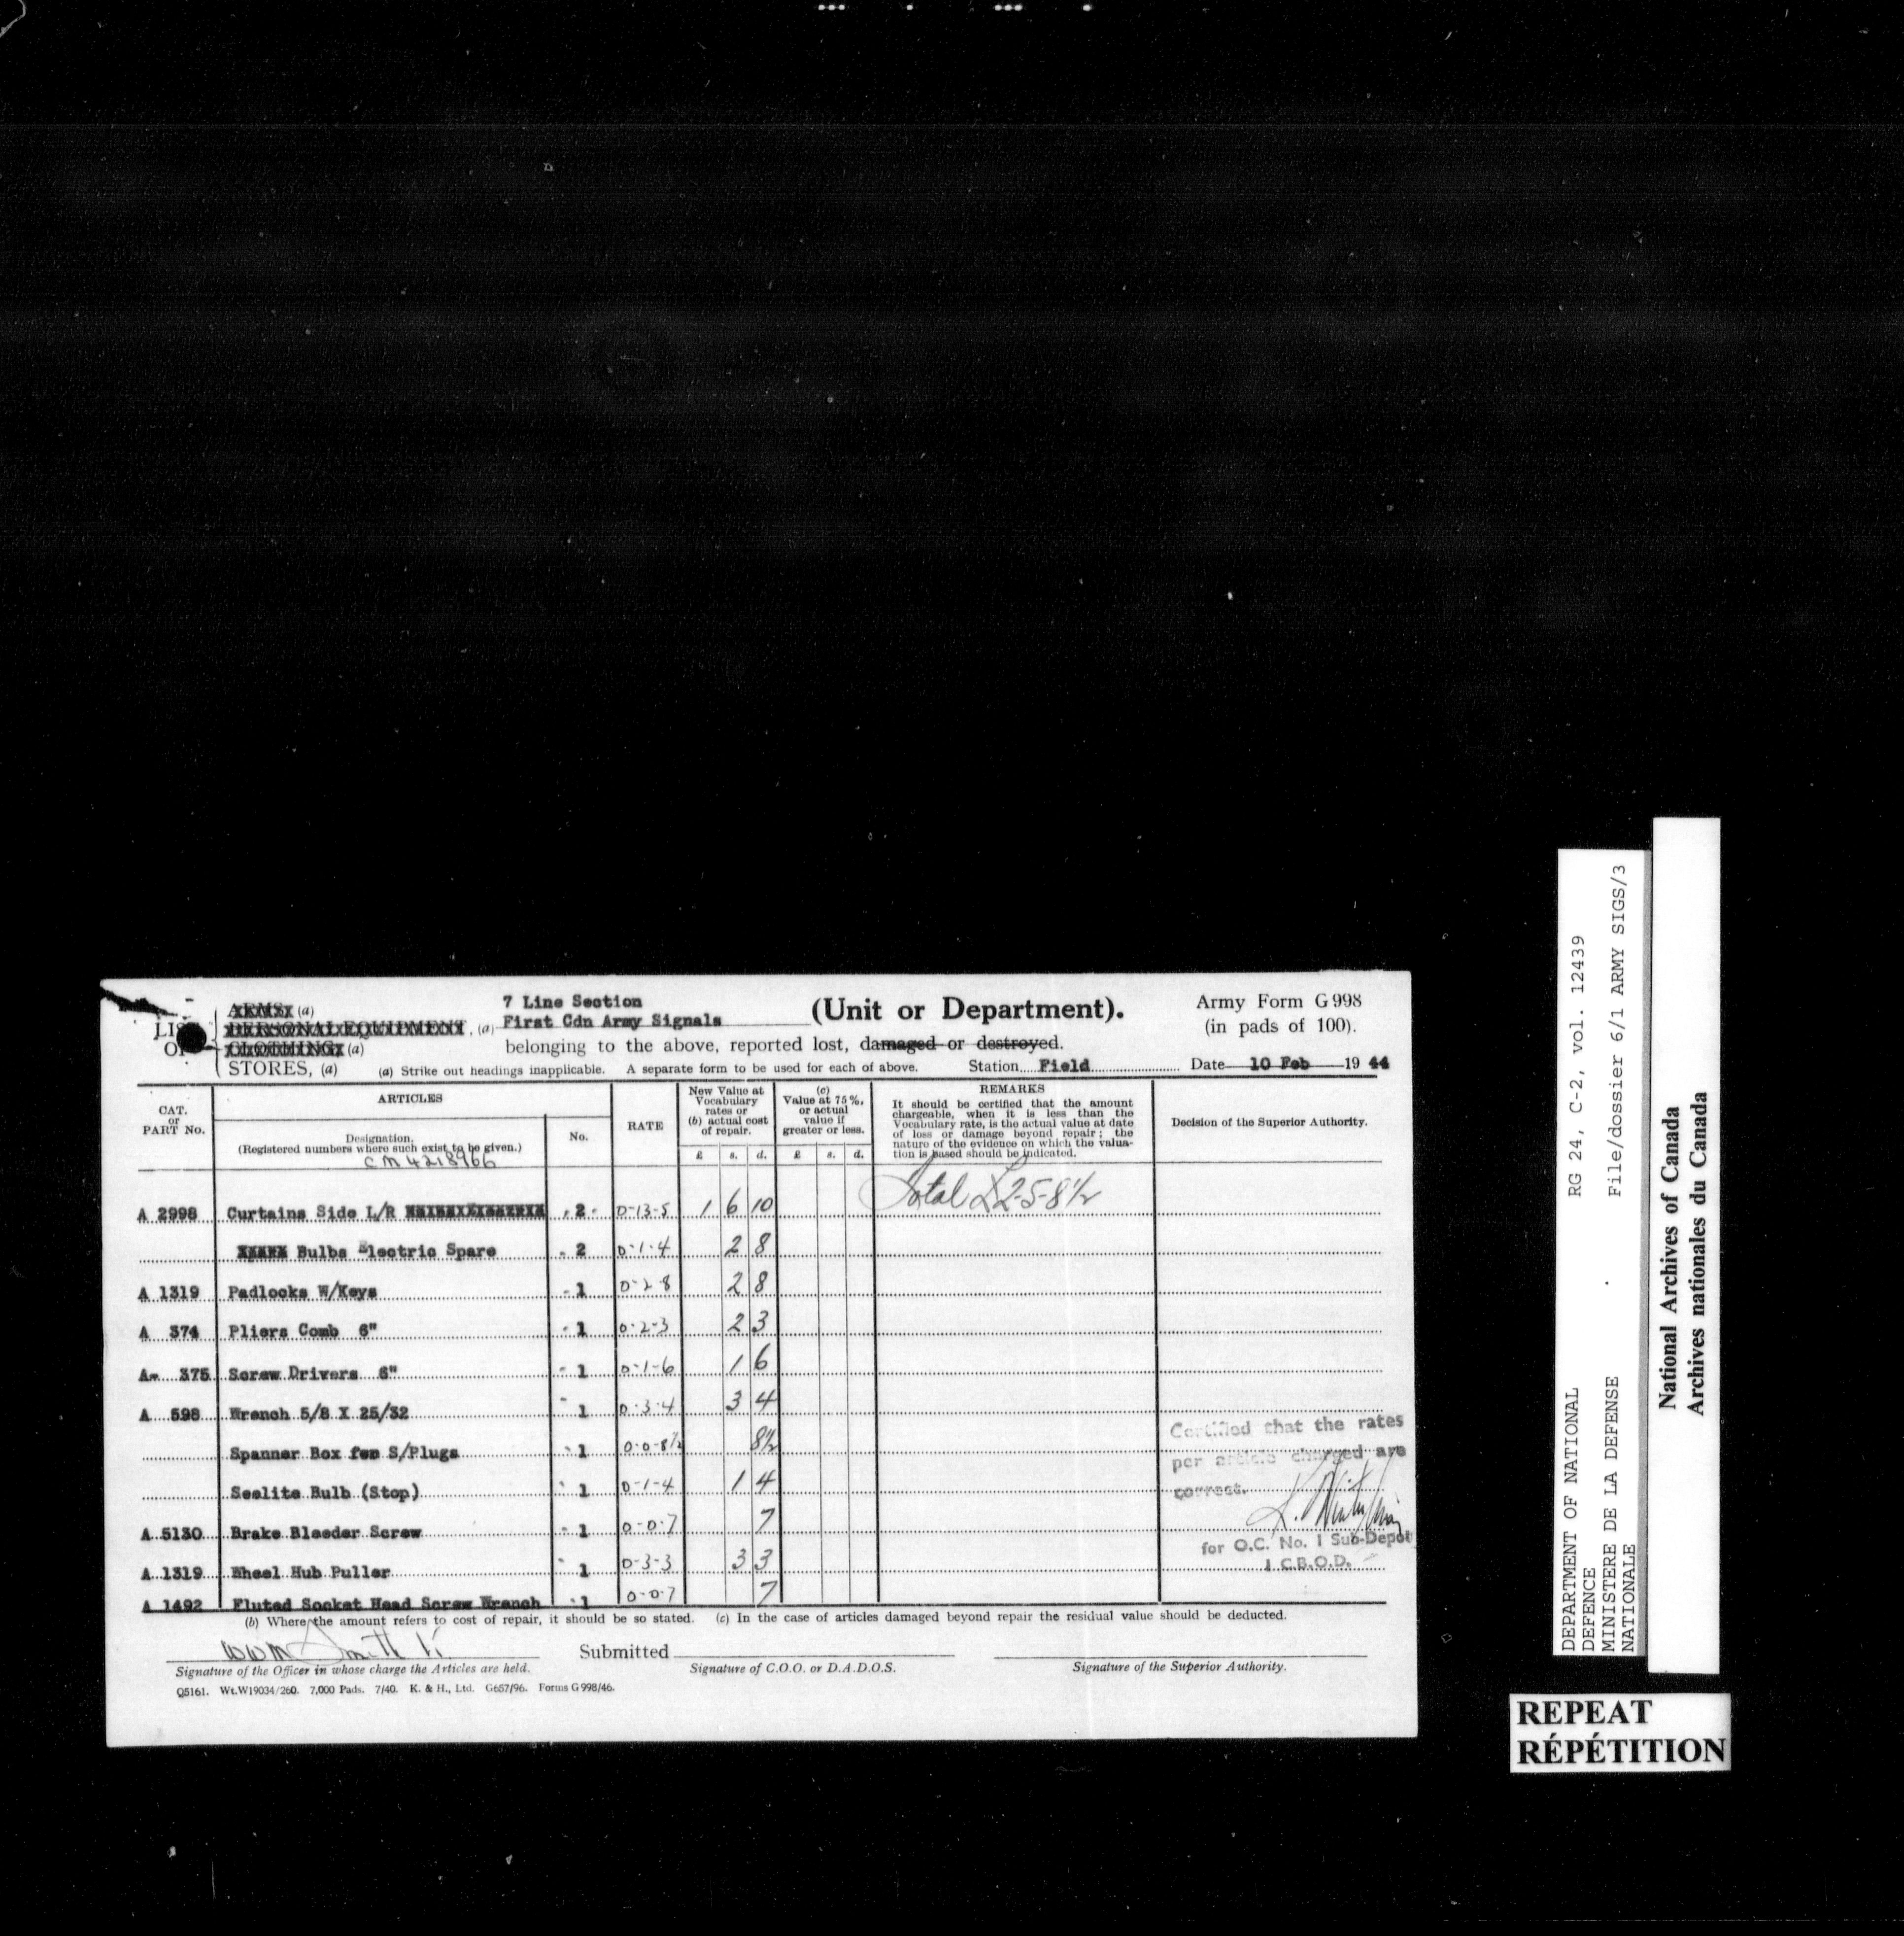 ARMS, (a)
LIST OF PERSONAL EQUIPMENT, (a)
CLOTHING, (a)
STORES, (a)
7 Line Section
First Cdn Army Signals (Unit or Department).
belonging to the above, reported lost, damaged or destroyed.
Army Form G 998
(in pads of 100).
(a) Strike out headings inapplicable. A separate form to be used for each of above. Station Field Date 10 Feb 19 44
CAT. or PART No.
ARTICLES
Designation.
(Registered numbers where such exist to be given.)
No.
RATE
New Value at Vocabulary rates or (b) actual cost of repair.
£ s. d.
(c) Value at 75%, or actual value if greater or less.
£ s. d.
REMARKS
It should be certified that the amount
chargeable, when it is less than the
Vocabulary rate, is the actual value at date
of loss or damage beyond repair; the
nature of the evidence on which the valua-
tion is based should be indicated.
Decision of the Superior Authority.
CM 4218966
Total £2-5-8½
A 2998 Curtains Side L/R 2 0-13-5 1 6 10
Bulbs Electric Spare 2 0-1-4 2 8
A 1319 Padlocks W/Keys 1 0-2-8 2 8
A 374 Pliers Comb 6" 1 0-2-3 2 3
A 375 Screw Drivers 6" 1 0-1-6 1 6
A 598 Wrench 5/8 X 25/32 1 0-3-4 3 4
Spanner Box for S/Plugs 1 0-0-8½ 8½
Sealite Bulb (Stop) 1 0-1-4 1 4
A 5130 Brake Bleeder Screw 1 0-0-7 7
A 1319 Wheel Hub Puller 1 0-3-3 3 3
A 1492 Fluted Socket Head Screw Wrench 1 0-0-7 7
Certified that the rates
per article charged are
correct.
for O.C. No. 1 Sub-Depot
1 C.B.O.D.
(b) Where the amount refers to cost of repair, it should be so stated. (c) In the case of articles damaged beyond repair the residual value should be deducted.
WWM Smith Lt
Submitted
Signature of the Officer in whose charge the Articles are held.
Signature of C.O.O. or D.A.D.O.S.
Signature of the Superior Authority.
Q5161. Wt.W19034/260. 7,000 Pads. 7/40. K. & H., Ltd. G657/96. Forms G998/46.
DEPARTMENT OF NATIONAL RG 24, C-2, vol. 12439
DEFENCE
MINISTERE DE LA DEFENSE File/dossier 6/1 ARMY SIGS/3
NATIONALE
National Archives of Canada
Archives nationales du Canada
REPEAT
RÉPÉTITION